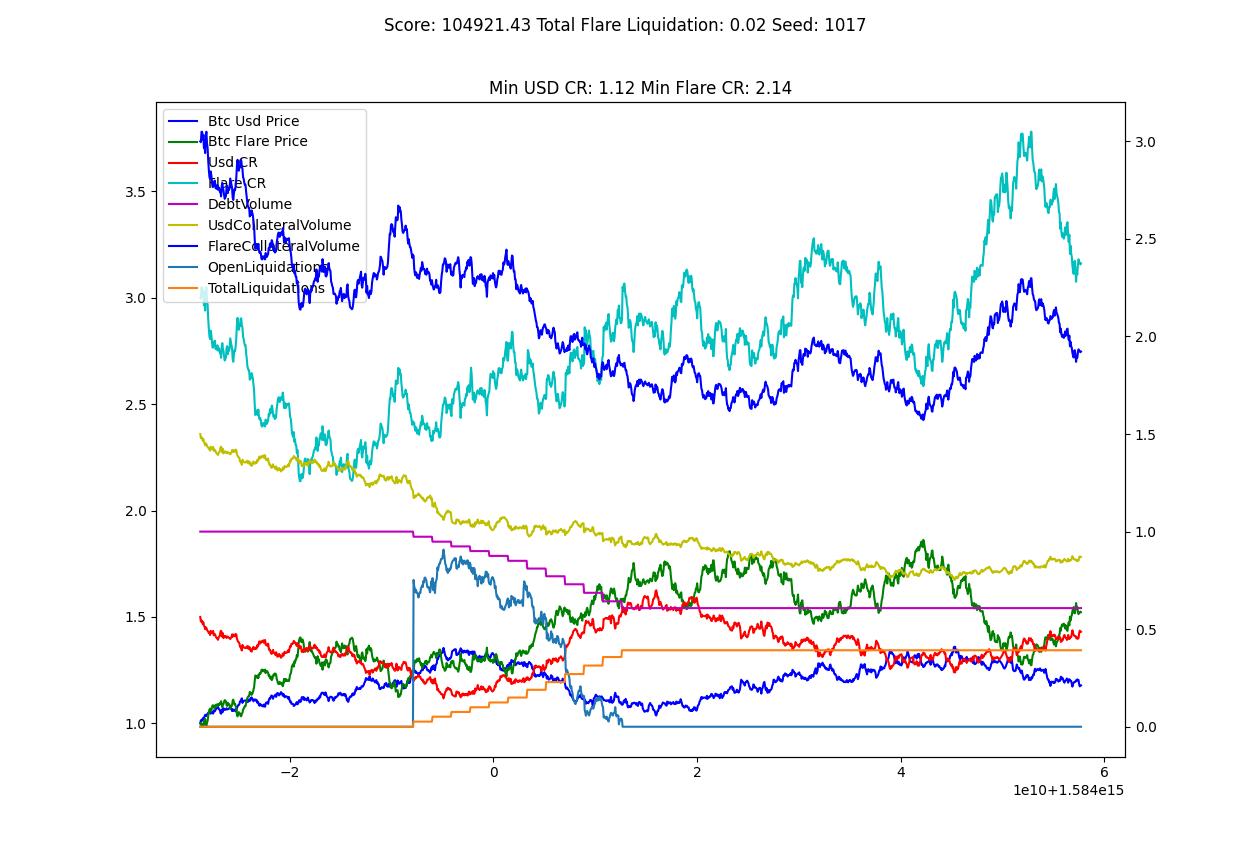 Score: 104921.43 Total Flare Liquidation: 0.02 Seed: 1017
Min USD CR: 1.12 Min Flare CR: 2.14
Btc Usd Price
Btc Flare Price
Usd CR
Flare CR
DebtVolume
UsdCollateralVolume
FlareCollateralVolume
OpenLiquidations
TotalLiquidations
3.5
3.0
2.5
2.0
1.5
1.0
3.0
2.5
2.0
1.5
1.0
0.5
0.0
−2
0
2
4
6
1e10+1.584e15